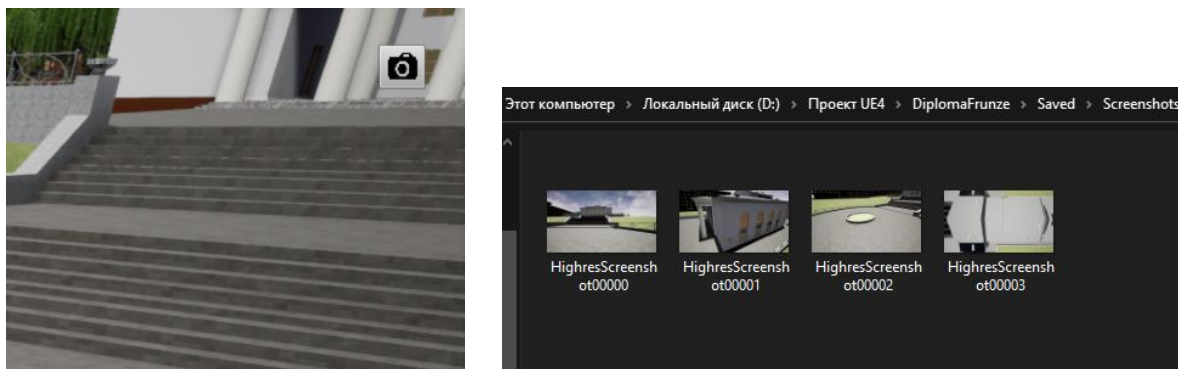 Этот компьютер > Локальный диск (D:) > Проект UE4 > DiplomaFrunze > Saved > Screenshots
HighresScreensh HighresScreensh HighresScreensh HighresScreensh
ot00000 ot00001 ot00002 ot00003